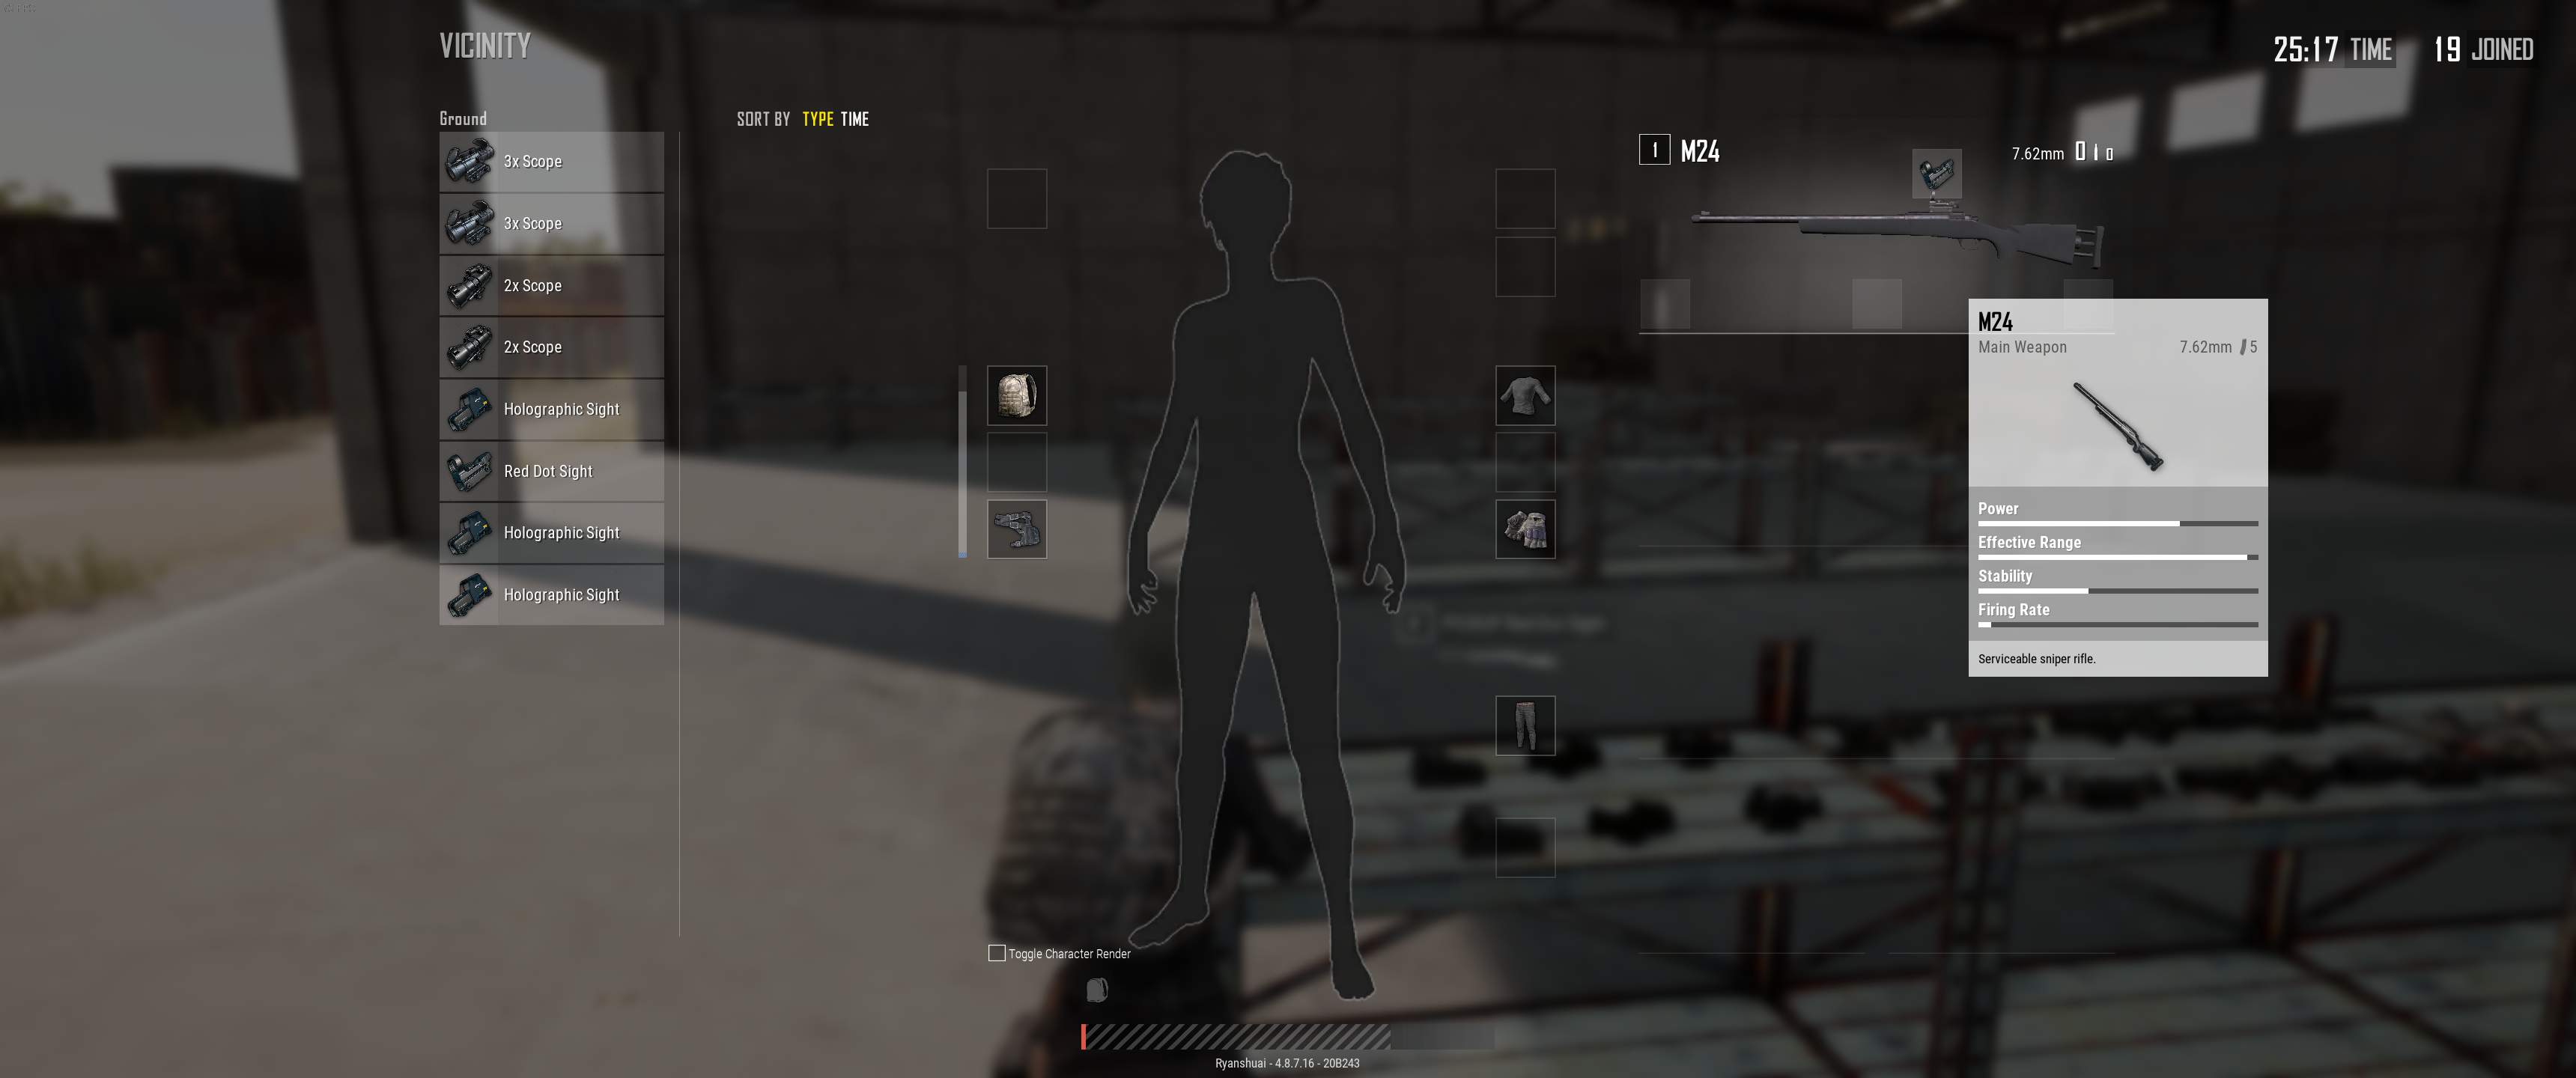 VICINITY
25:17 TIME 19 JOINED
Ground
SORT BY TYPE TIME
3x Scope
3x Scope
2x Scope
2x Scope
Holographic Sight
Red Dot Sight
Holographic Sight
Holographic Sight
1 M24 7.62mm 0 0
M24
Main Weapon 7.62mm 5
Power
Effective Range
Stability
Firing Rate
Serviceable sniper rifle.
Toggle Character Render
Ryanshuai - 4.8.7.16 - 20B243